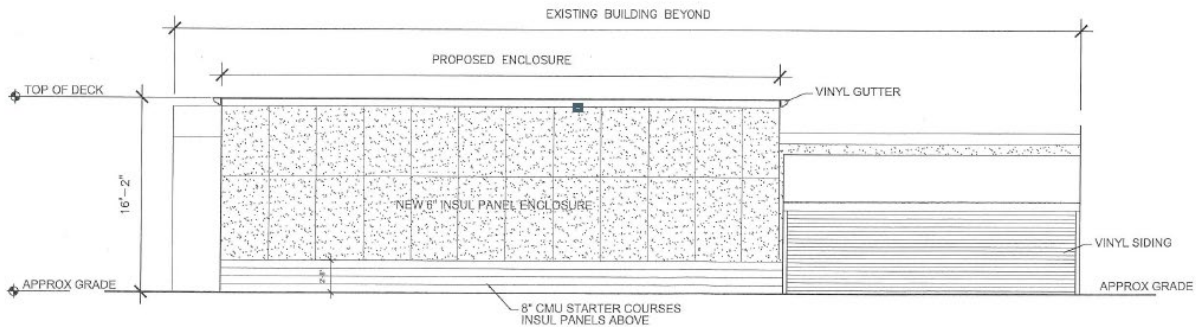 EXISTING BUILDING BEYOND
PROPOSED ENCLOSURE
TOP OF DECK
VINYL GUTTER
16'-2"
NEW 6" INSUL PANEL ENCLOSURE
VINYL SIDING
APPROX GRADE
APPROX GRADE
8" CMU STARTER COURSES
INSUL PANELS ABOVE